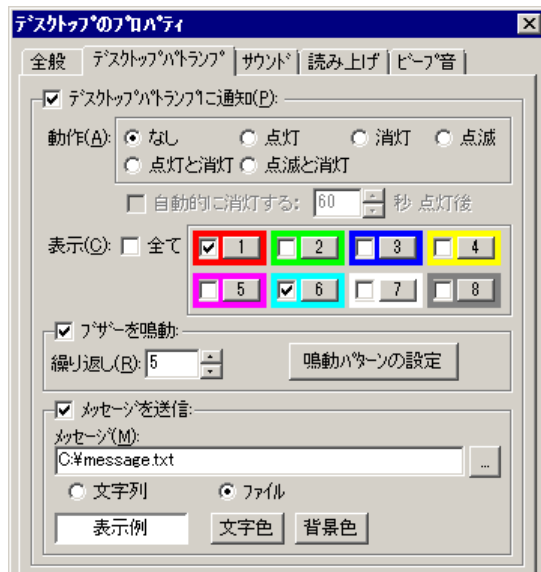 ﾃﾞｽｸﾄｯﾌﾟのﾌﾟﾛﾊﾟﾃｨ
全般 ﾃﾞｽｸﾄｯﾌﾟﾊﾟﾄﾗﾝﾌﾟ ｻｳﾝﾄﾞ 読み上げ ﾋﾞｰﾌﾟ音
ﾃﾞｽｸﾄｯﾌﾟﾊﾟﾄﾗﾝﾌﾟに通知(P):
動作(A): なし 点灯 消灯 点滅
点灯と消灯 点滅と消灯
自動的に消灯する: 60 秒 点灯後
表示(C): 全て 1 2 3 4
5 6 7 8
ﾌﾞｻﾞｰを鳴動:
繰り返し(R): 5 鳴動ﾊﾟﾀｰﾝの設定
ﾒｯｾｰｼﾞを送信:
ﾒｯｾｰｼﾞ(M):
C:¥message.txt ...
文字列 ﾌｧｲﾙ
表示例 文字色 背景色